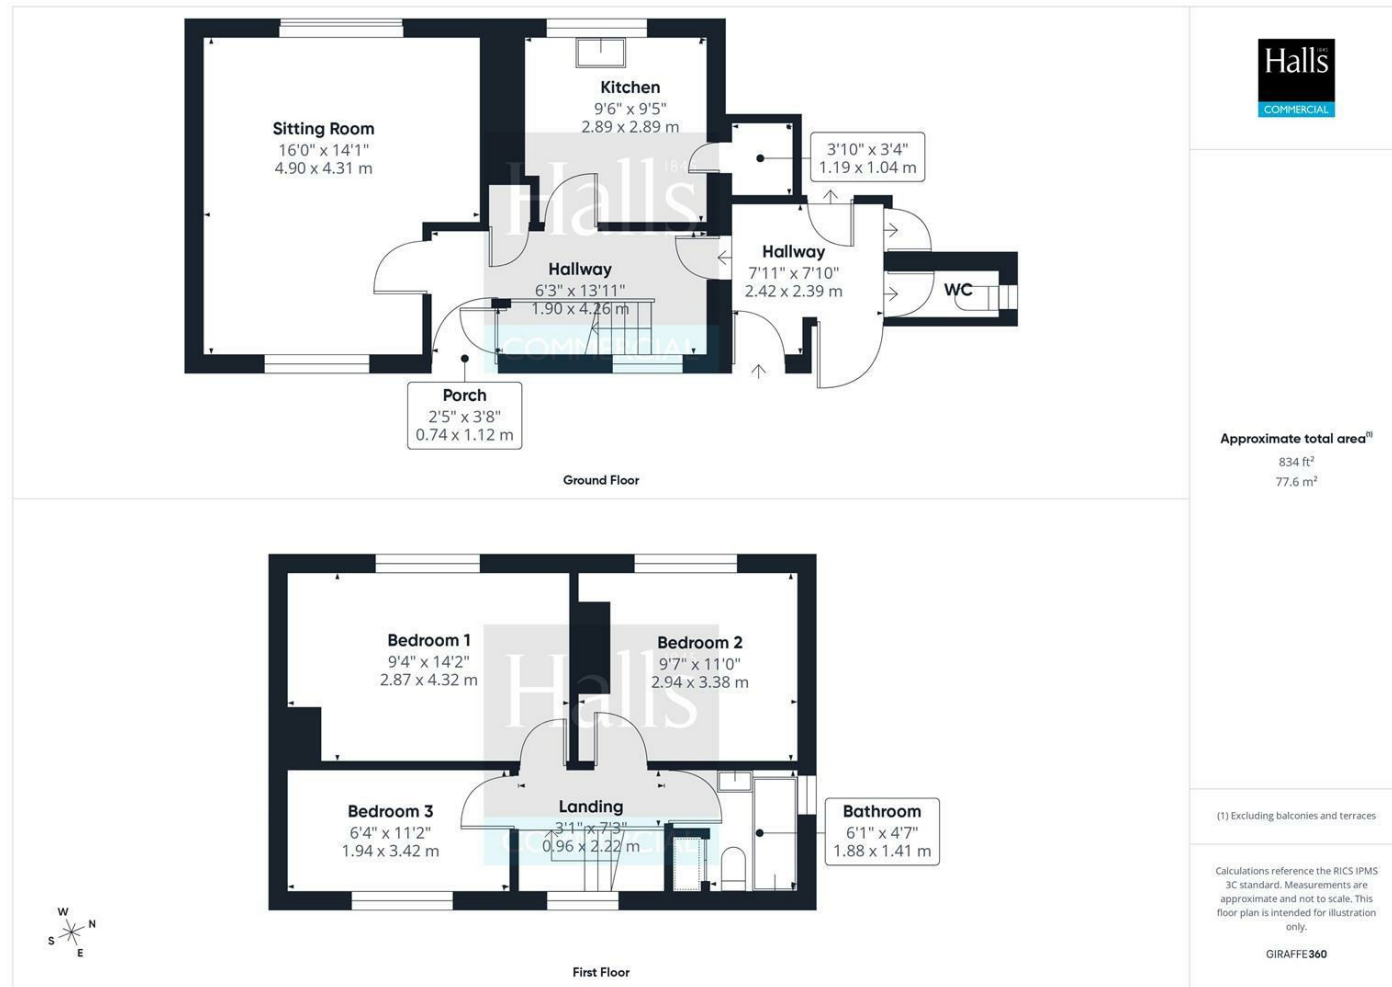 Sitting Room
16'0" x 14'1"
4.90 x 4.31 m
Kitchen
9'6" x 9'5"
2.89 x 2.89 m
3'10" x 3'4"
1.19 x 1.04 m
Hallway
6'3" x 13'11"
1.90 x 4.26 m
Hallway
7'11" x 7'10"
2.42 x 2.39 m
WC
Porch
2'5" x 3'8"
0.74 x 1.12 m
Halls
1845
COMMERCIAL
Ground Floor
Bedroom 1
9'4" x 14'2"
2.87 x 4.32 m
Bedroom 2
9'7" x 11'0"
2.94 x 3.38 m
Bedroom 3
6'4" x 11'2"
1.94 x 3.42 m
Landing
3'1" x 7'3"
0.96 x 2.22 m
Bathroom
6'1" x 4'7"
1.88 x 1.41 m
Halls
1845
COMMERCIAL
W
N
S
E
First Floor
Halls
1845
COMMERCIAL
Approximate total area(1)
834 ft²
77.6 m²
(1) Excluding balconies and terraces
Calculations reference the RICS IPMS
3C standard. Measurements are
approximate and not to scale. This
floor plan is intended for illustration
only.
GIRAFFE360